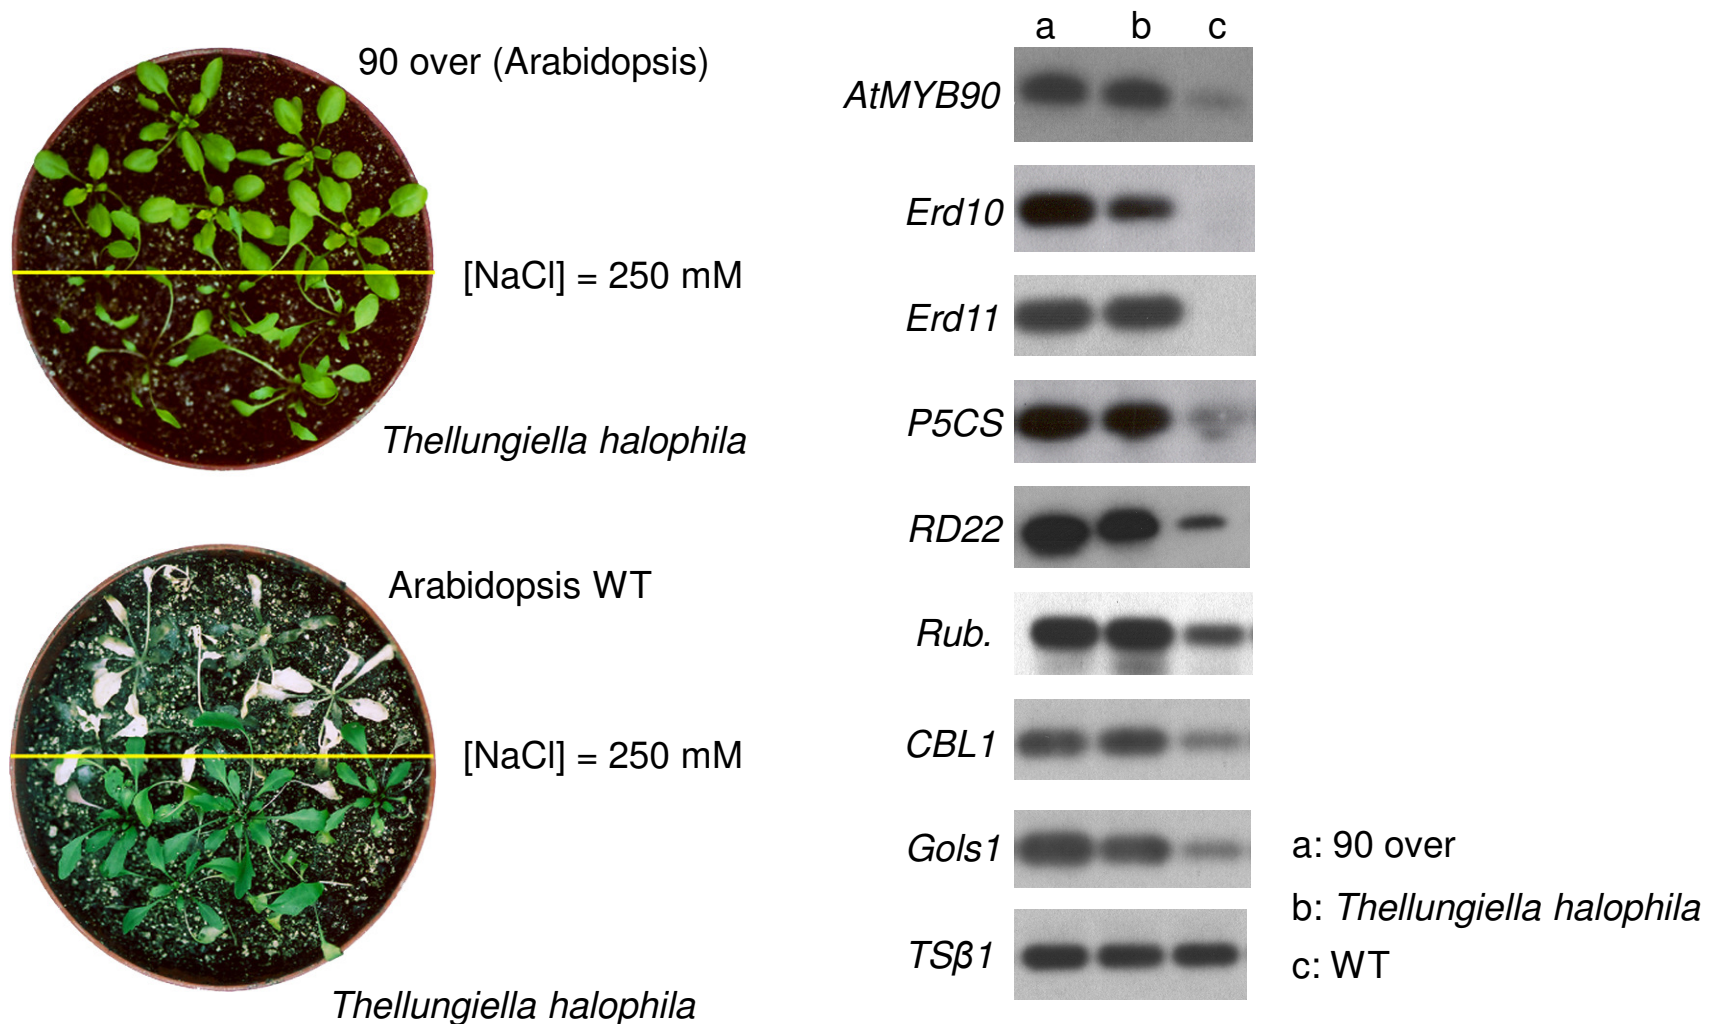 90 over (Arabidopsis)
[NaCl] = 250 mM
Thellungiella halophila
Arabidopsis WT
[NaCl] = 250 mM
Thellungiella halophila
a b c
AtMYB90
Erd10
Erd11
P5CS
RD22
Rub.
CBL1
Gols1
TSβ1
a: 90 over
b: Thellungiella halophila
c: WT